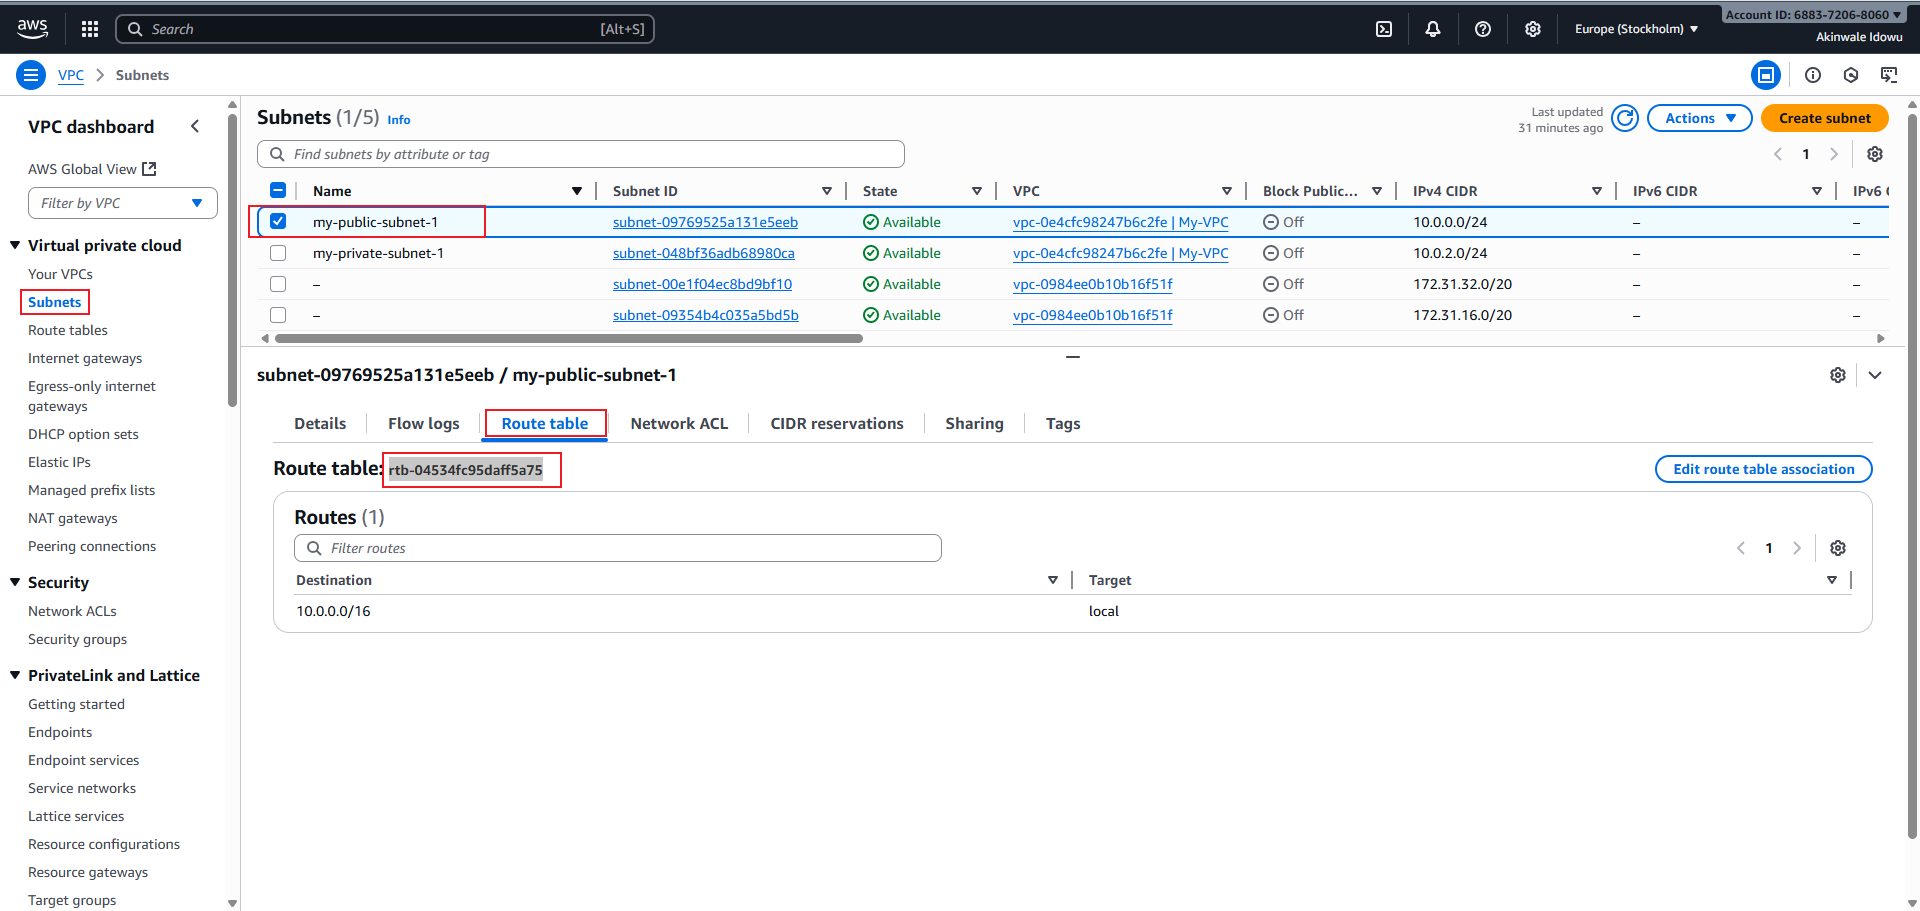 aws
Search [Alt+S]
Europe (Stockholm)
Account ID: 6883-7206-8060
Akinwale Idowu
VPC > Subnets
VPC dashboard
AWS Global View
Filter by VPC
Virtual private cloud
Your VPCs
Subnets
Route tables
Internet gateways
Egress-only internet
gateways
DHCP option sets
Elastic IPs
Managed prefix lists
NAT gateways
Peering connections
Security
Network ACLs
Security groups
PrivateLink and Lattice
Getting started
Endpoints
Endpoint services
Service networks
Lattice services
Resource configurations
Resource gateways
Target groups
Subnets (1/5) Info
Last updated
31 minutes ago
Actions
Create subnet
Find subnets by attribute or tag
1
Name Subnet ID State VPC Block Public... IPv4 CIDR IPv6 CIDR IPv6 C
my-public-subnet-1 subnet-09769525a131e5eeb Available vpc-0e4cfc98247b6c2fe | My-VPC Off 10.0.0.0/24 – –
my-private-subnet-1 subnet-048bf36adb68980ca Available vpc-0e4cfc98247b6c2fe | My-VPC Off 10.0.2.0/24 – –
– subnet-00e1f04ec8bd9bf10 Available vpc-0984ee0b10b16f51f Off 172.31.32.0/20 – –
– subnet-09354b4c035a5bd5b Available vpc-0984ee0b10b16f51f Off 172.31.16.0/20 – –
subnet-09769525a131e5eeb / my-public-subnet-1
Details Flow logs Route table Network ACL CIDR reservations Sharing Tags
Route table: rtb-04534fc95daff5a75
Edit route table association
Routes (1)
Filter routes
1
Destination Target
10.0.0.0/16 local